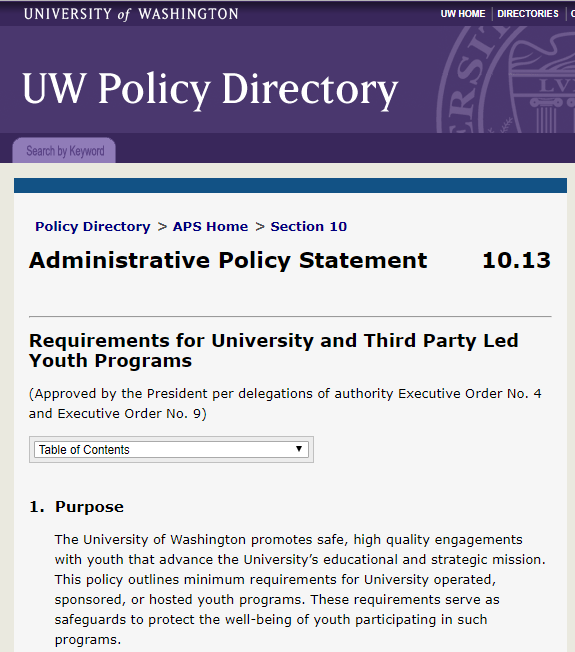 UNIVERSITY of WASHINGTON
UW HOME DIRECTORIES
UW Policy Directory
Search by Keyword
Policy Directory > APS Home > Section 10
Administrative Policy Statement 10.13
Requirements for University and Third Party Led
Youth Programs
(Approved by the President per delegations of authority Executive Order No. 4
and Executive Order No. 9)
Table of Contents
1. Purpose
The University of Washington promotes safe, high quality engagements
with youth that advance the University’s educational and strategic mission.
This policy outlines minimum requirements for University operated,
sponsored, or hosted youth programs. These requirements serve as
safeguards to protect the well-being of youth participating in such
programs.